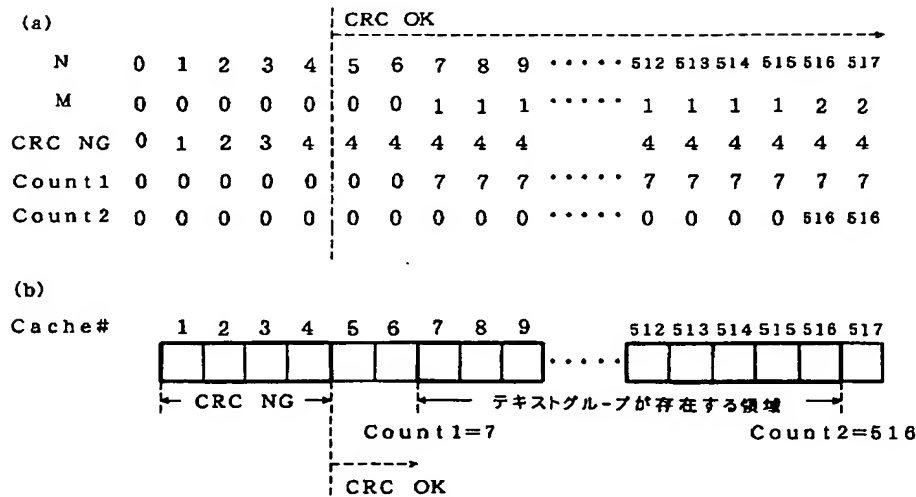 (a)
CRC OK
N 0 1 2 3 4 5 6 7 8 9 ····· 512 513 514 515 516 517
M 0 0 0 0 0 0 0 1 1 1 1 1 1 1 2 2
CRC NG 0 1 2 3 4 4 4 4 4 4 4 4 4 4 4 4
Count1 0 0 0 0 0 0 0 7 7 7 ····· 7 7 7 7 7 7
Count2 0 0 0 0 0 0 0 0 0 0 ····· 0 0 0 0 516 516
(b)
Cache# 1 2 3 4 5 6 7 8 9 512 513 514 515 516 517
·····
CRC NG テキストグループが存在する領域
Count1=7 Count2=516
CRC OK